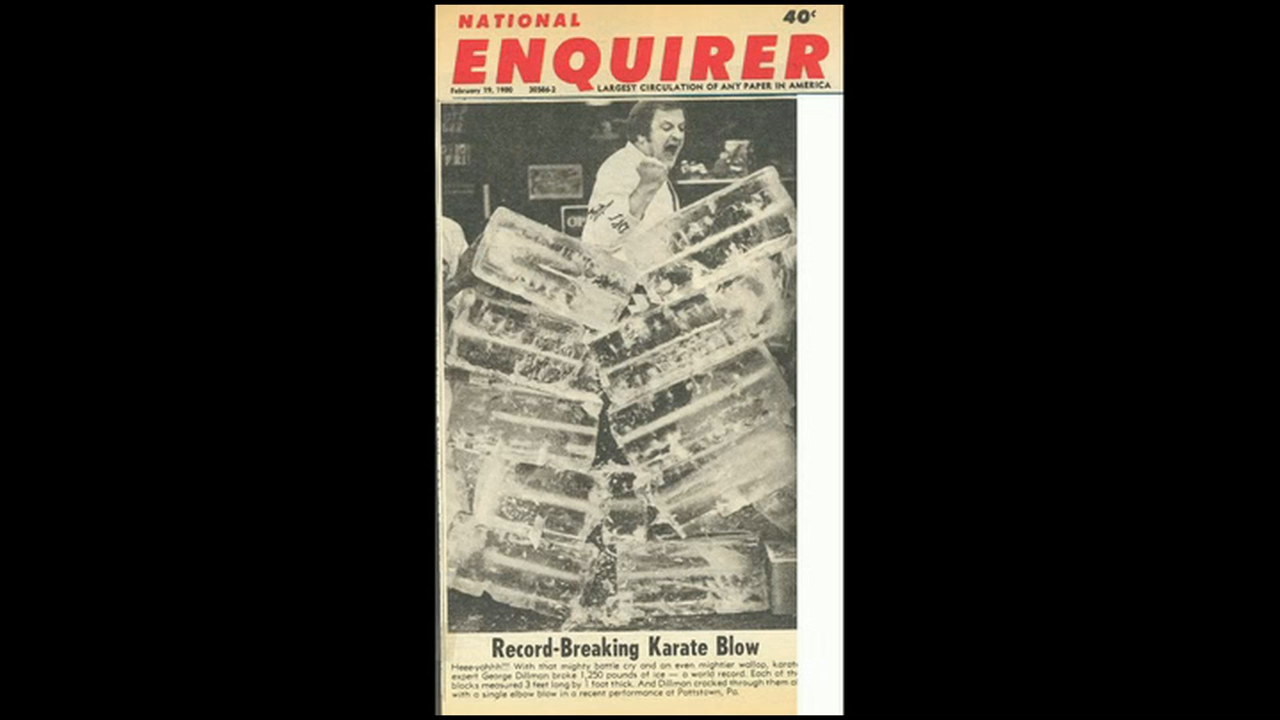 NATIONAL
40¢
ENQUIRER
February 19, 1980 30586-2 LARGEST CIRCULATION OF ANY PAPER IN AMERICA
Record-Breaking Karate Blow
Heee-yahhh!!! With that mighty battle cry and an even mightier wallop, karate
expert George Dillman broke 1,250 pounds of ice — a world record. Each of the
blocks measured 3 feet long by 1 foot thick. And Dillman cracked through them al
with a single elbow blow in a recent performance at Pottstown, Pa.